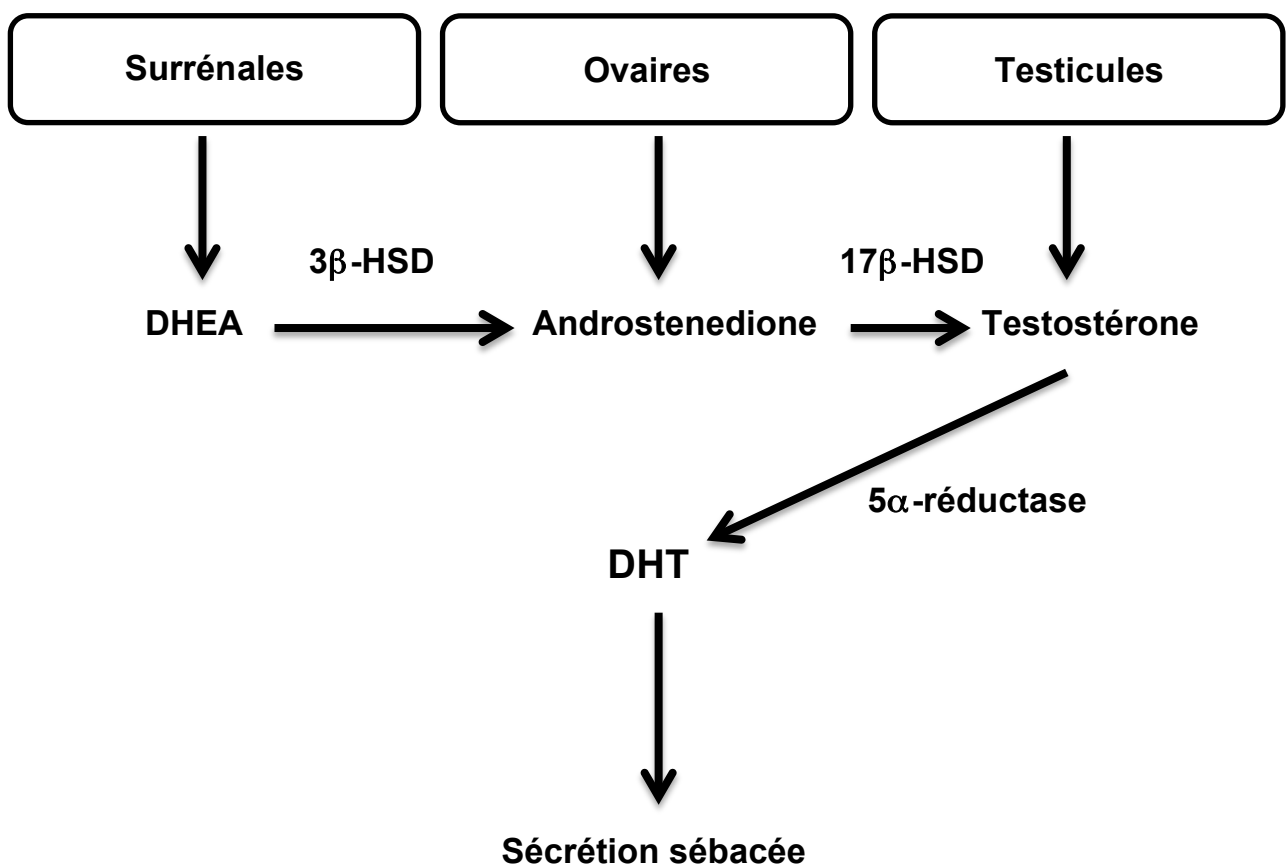 Surrénales
Ovaires
Testicules
3β-HSD
17β-HSD
DHEA
Androstenedione
Testostérone
5α-réductase
DHT
Sécrétion sébacée